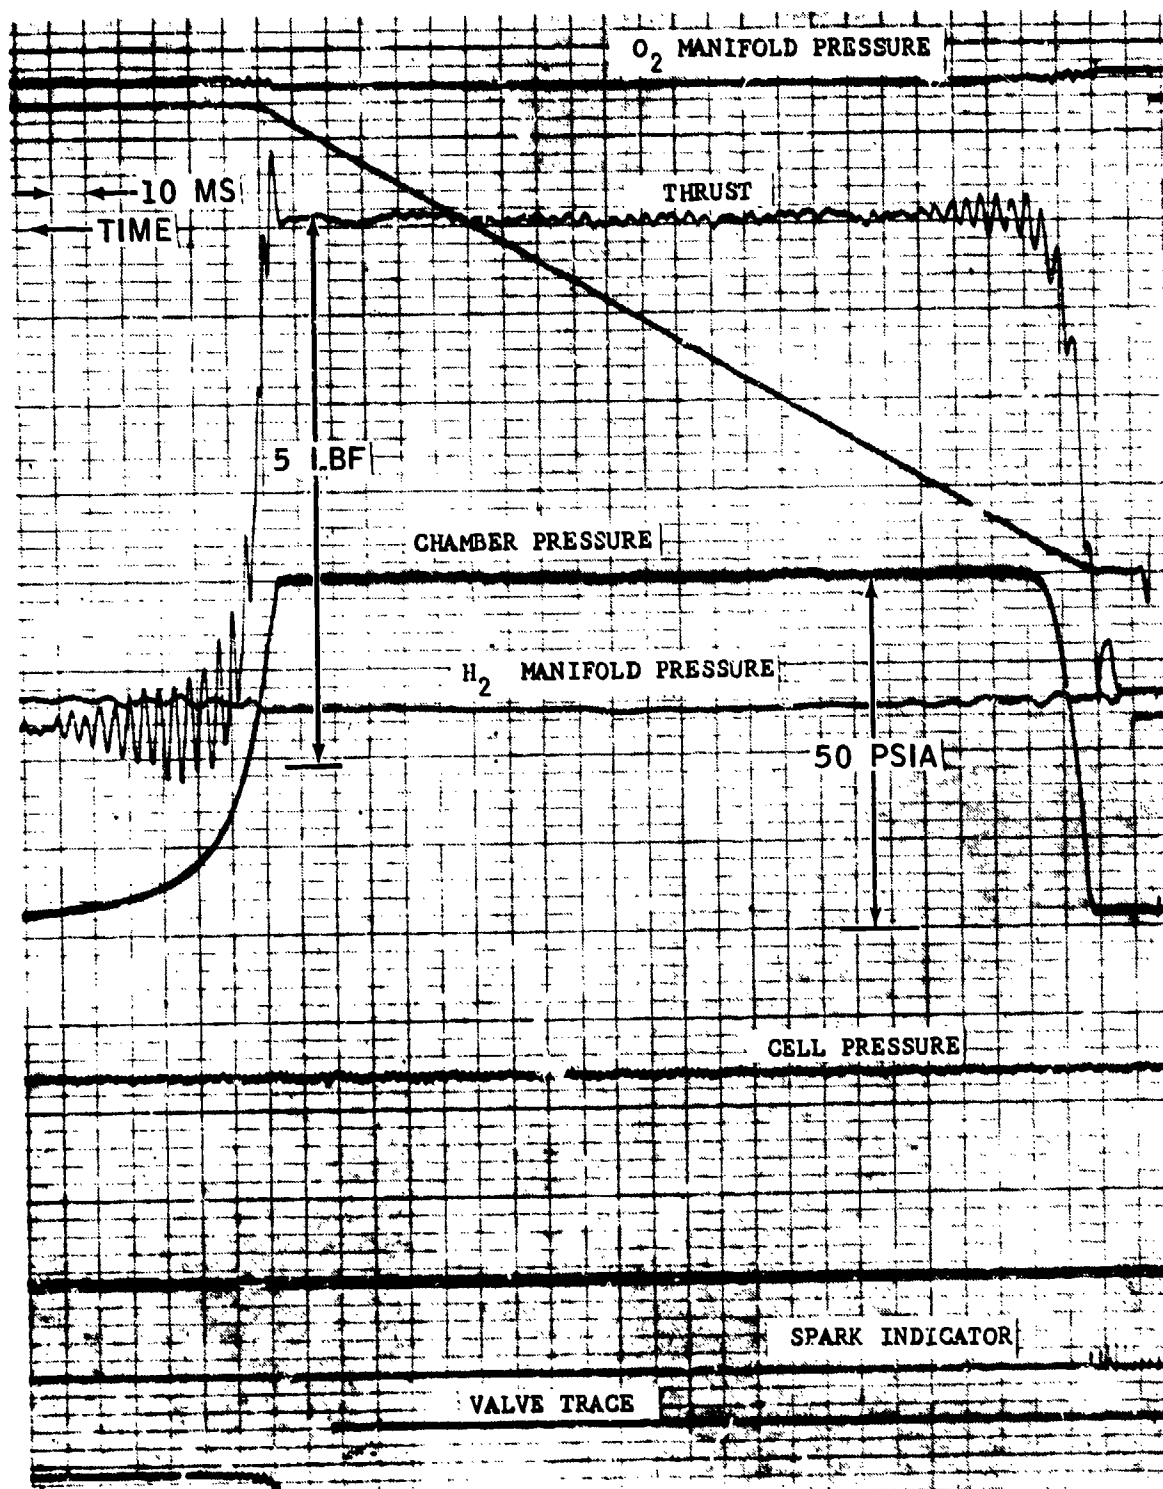 O2 MANIFOLD PRESSURE
10 MS
THRUST
TIME
5 LBF
CHAMBER PRESSURE
H2 MANIFOLD PRESSURE
50 PSIA
CELL PRESSURE
SPARK INDICATOR
VALVE TRACE